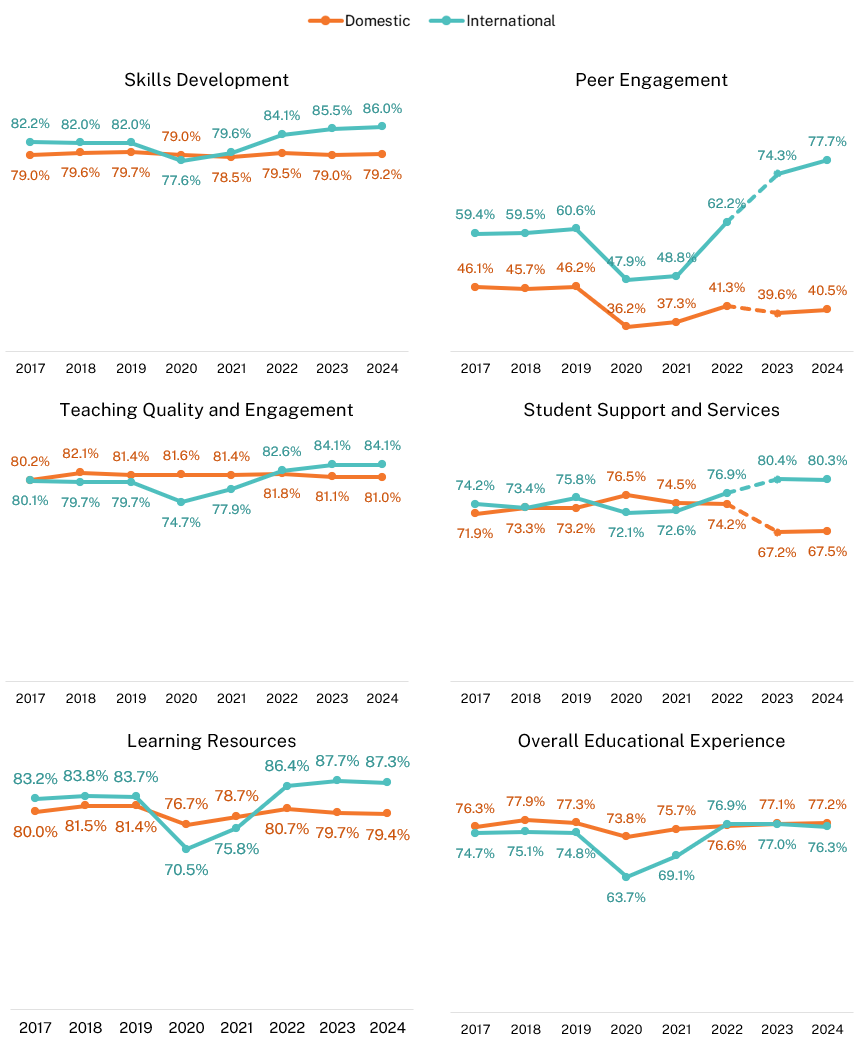 Domestic International
Skills Development
82.2% 82.0% 82.0% 79.0% 79.6% 84.1% 85.5% 86.0%
79.0% 79.6% 79.7% 77.6% 78.5% 79.5% 79.0% 79.2%
2017 2018 2019 2020 2021 2022 2023 2024
Peer Engagement
59.4% 59.5% 60.6% 47.9% 48.8% 62.2% 74.3% 77.7%
46.1% 45.7% 46.2% 36.2% 37.3% 41.3% 39.6% 40.5%
2017 2018 2019 2020 2021 2022 2023 2024
Teaching Quality and Engagement
80.2% 82.1% 81.4% 81.6% 81.4% 82.6% 84.1% 84.1%
80.1% 79.7% 79.7% 74.7% 77.9% 81.8% 81.1% 81.0%
2017 2018 2019 2020 2021 2022 2023 2024
Student Support and Services
74.2% 73.4% 75.8% 76.5% 74.5% 76.9% 80.4% 80.3%
71.9% 73.3% 73.2% 72.1% 72.6% 74.2% 67.2% 67.5%
2017 2018 2019 2020 2021 2022 2023 2024
Learning Resources
83.2% 83.8% 83.7% 76.7% 78.7% 86.4% 87.7% 87.3%
80.0% 81.5% 81.4% 70.5% 75.8% 80.7% 79.7% 79.4%
2017 2018 2019 2020 2021 2022 2023 2024
Overall Educational Experience
76.3% 77.9% 77.3% 73.8% 75.7% 76.9% 77.1% 77.2%
74.7% 75.1% 74.8% 63.7% 69.1% 76.6% 77.0% 76.3%
2017 2018 2019 2020 2021 2022 2023 2024